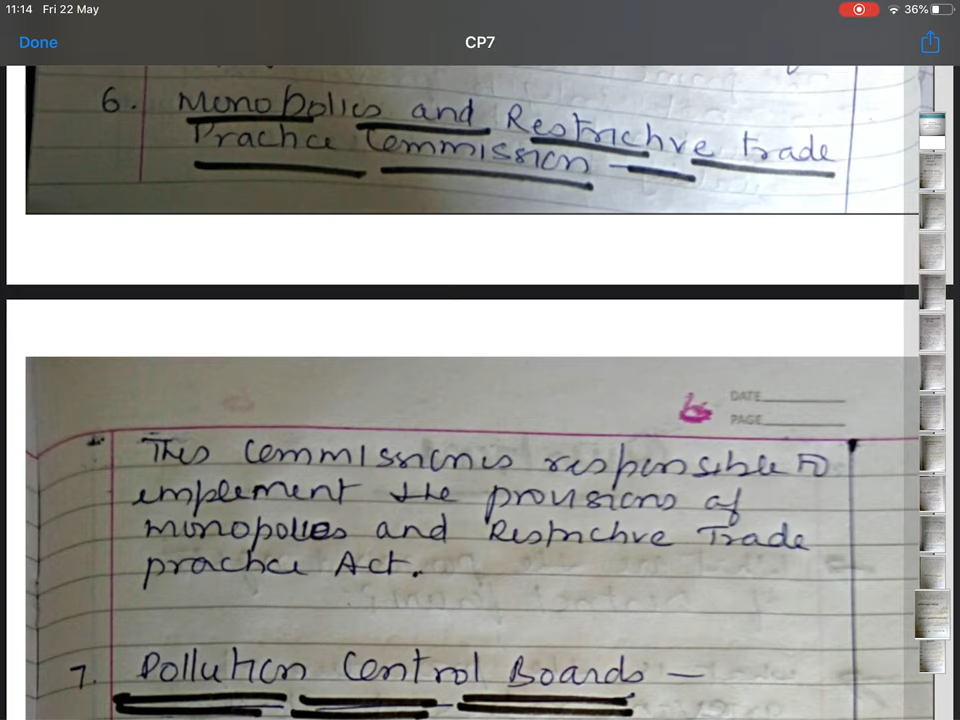 11:14 Fri 22 May
36%
Done
CP7
6. Monopolies and Restrictive trade
Practice Commission —
DATE
PAGE
This Commission is responsible to
implement the provisions of
monopolies and Restrictive Trade
practice Act.
7. Pollution Control Boards —